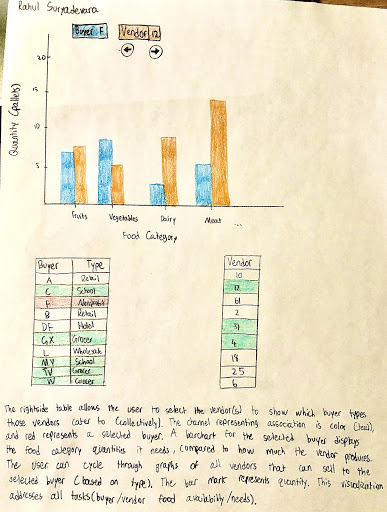 Rahul Suryadevara
Buyer F Vendor 12
← →
Quantity (pallets)
20
15
10
5
Fruits Vegetables Dairy Meat ...
Food Category
Buyer Type
A Retail
C School
F Nonprofit
B Retail
DF Hotel
GX Grocer
L Wholesale
MY School
TV Grocer
W Grocer
Vendor
10
12
61
2
31
4
18
25
6
The rightside table allows the user to select the vendor(s) to show which buyer types
those vendors cater to (collectively). The channel representing association is color (teal),
and red represents a selected buyer. A barchart for the selected buyer displays
the food category quantities it needs, compared to how much the vendor produces.
The user can cycle through graphs of all vendors that can sell to the
selected buyer (based on type). The bar mark represents quantity. This visualization
addresses all tasks (buyer/vendor food availability/needs).